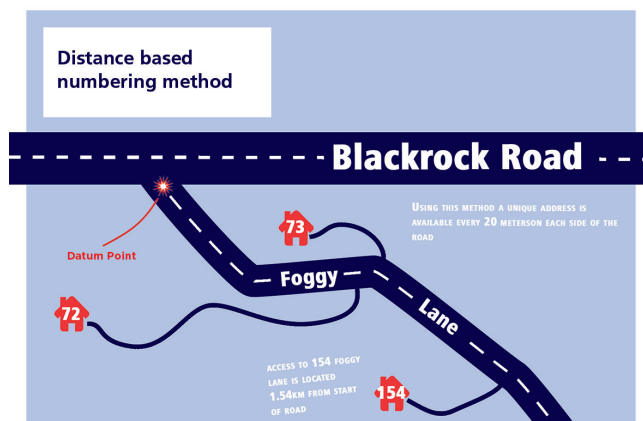 Distance based
numbering method
Blackrock Road
USING THIS METHOD A UNIQUE ADDRESS IS
AVAILABLE EVERY 20 METERSON EACH SIDE OF THE
ROAD
73
Datum Point
Foggy
Lane
72
ACCESS TO 154 FOGGY
LANE IS LOCATED
1.54KM FROM START
OF ROAD
154